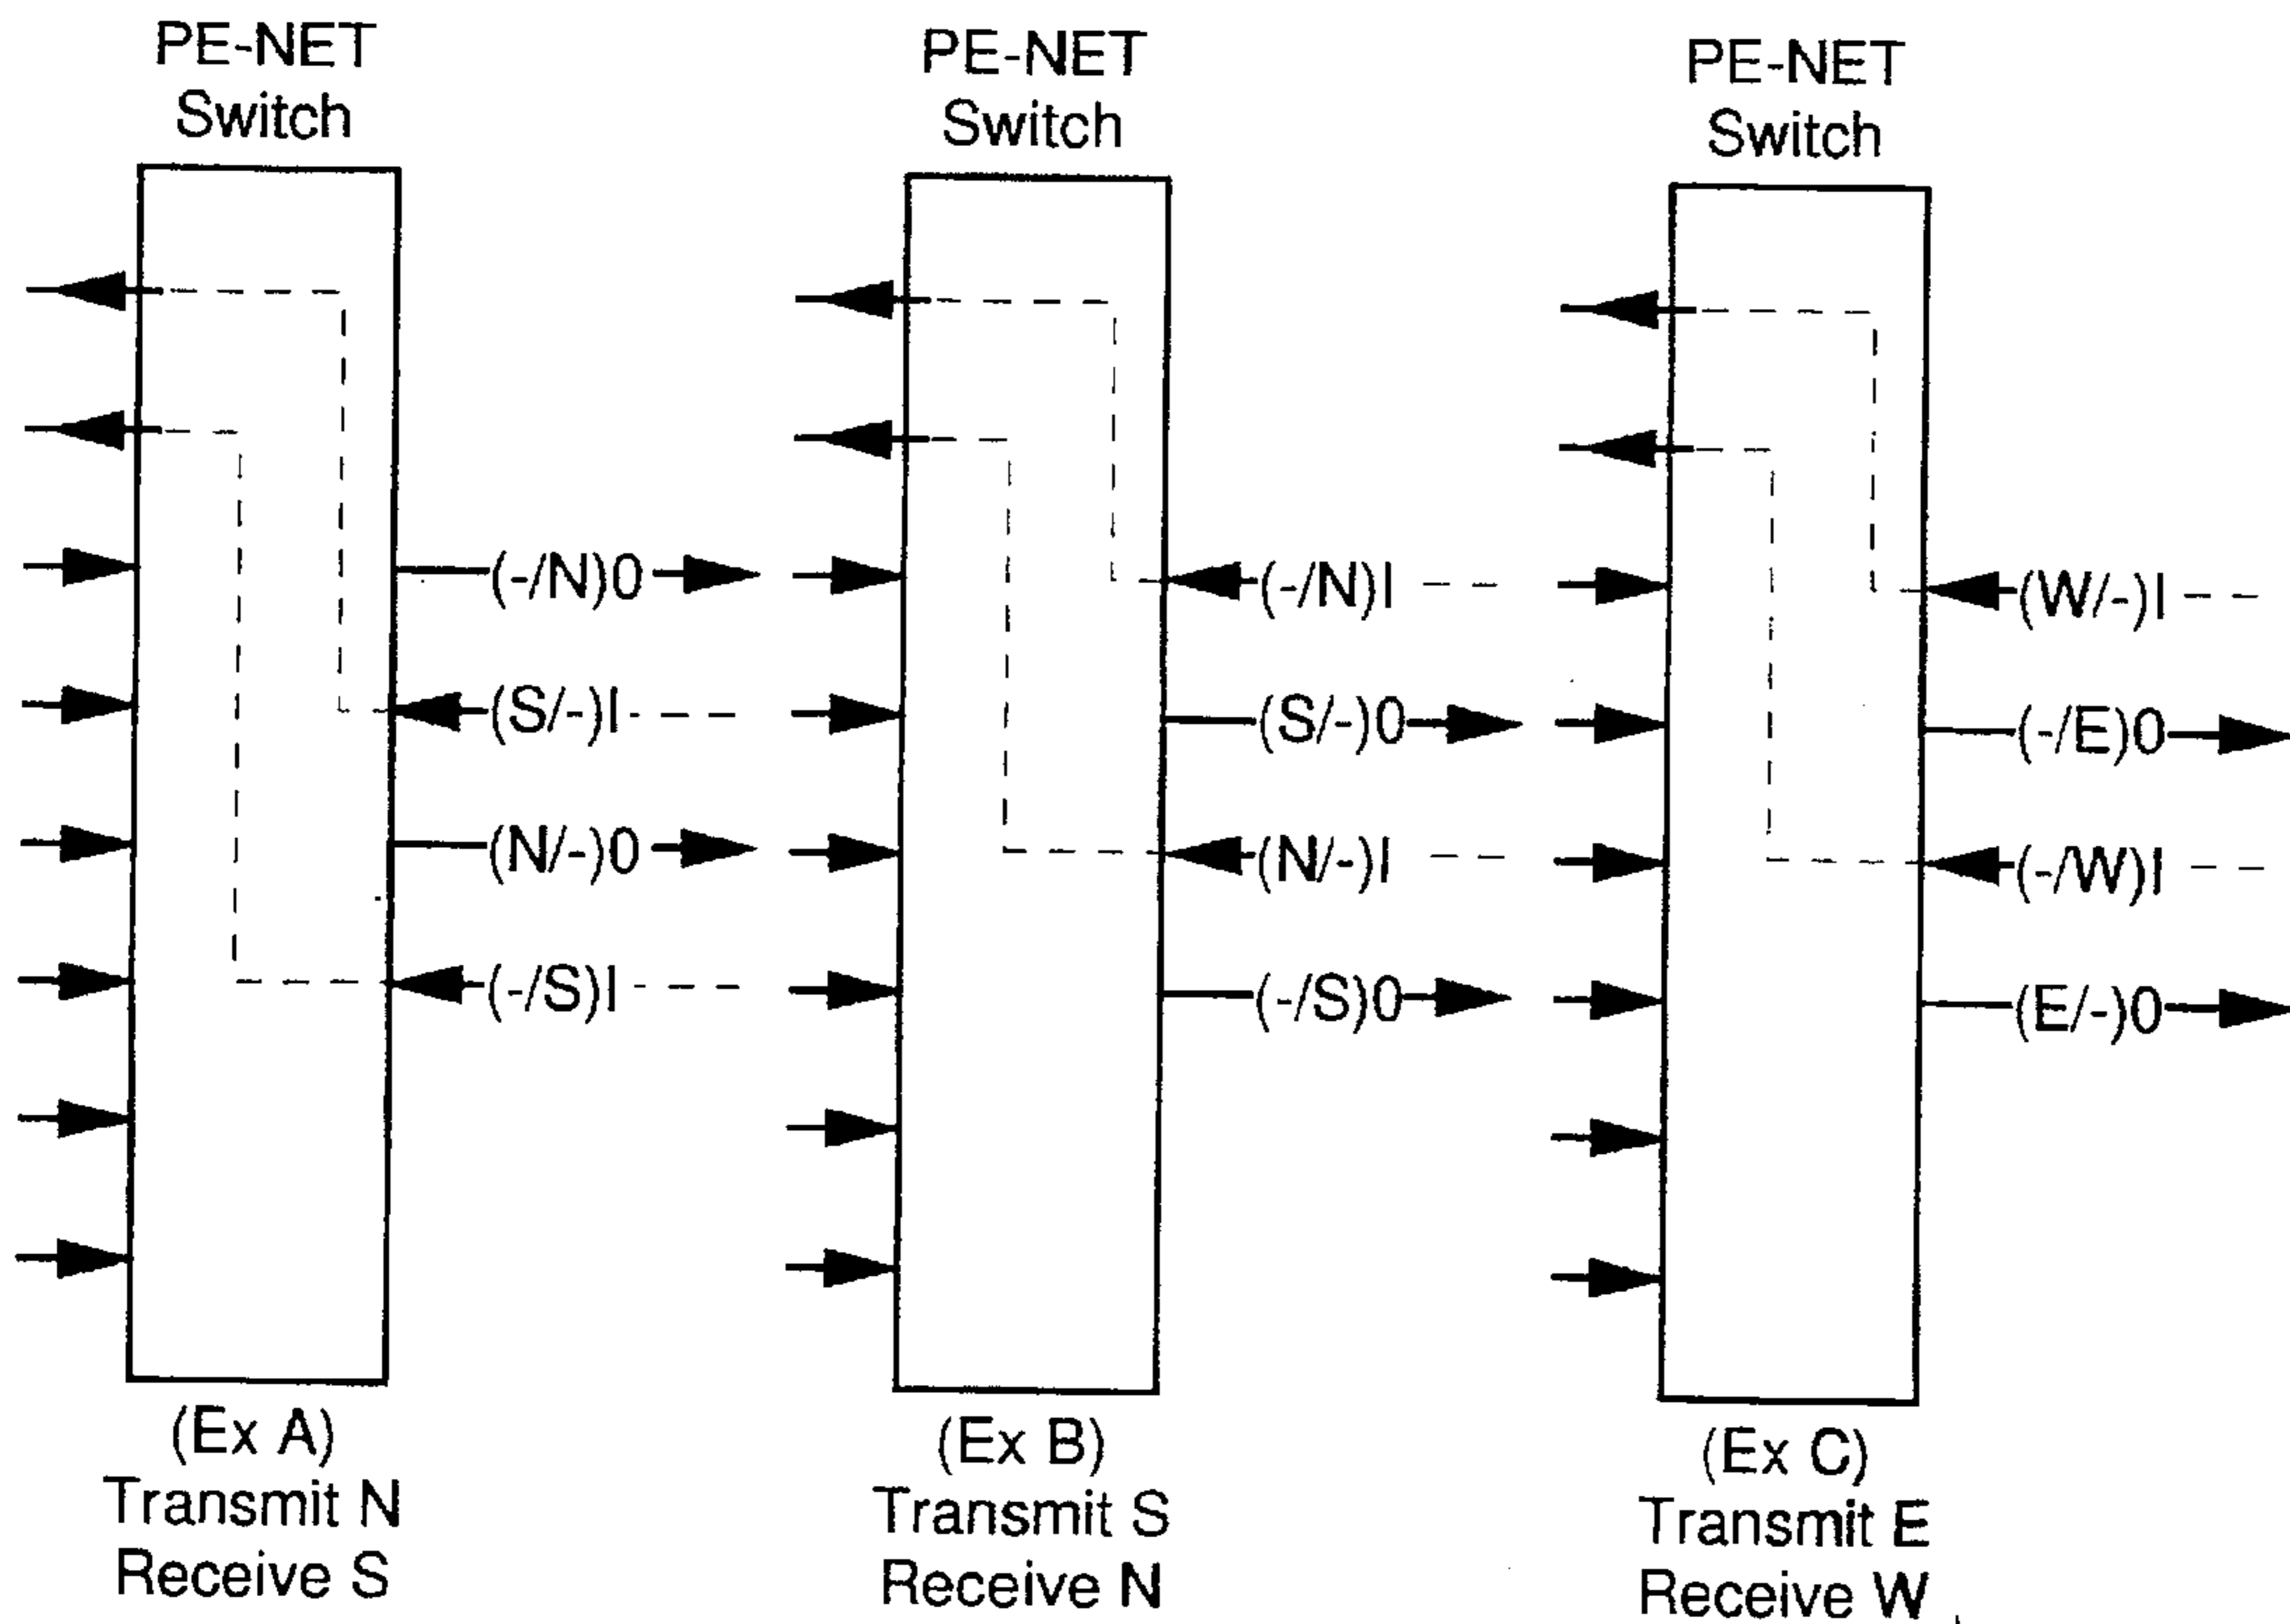 PE-NET
Switch
(-/N)0
(S/-)I
(N/-)0
(-/S)I
(Ex A)
Transmit N
Receive S
PE-NET
Switch
(-/N)I
(S/-)0
(N/-)I
(-/S)0
(Ex B)
Transmit S
Receive N
PE-NET
Switch
(W/-)I
(-/E)0
(-/W)I
(E/-)0
(Ex C)
Transmit E
Receive W